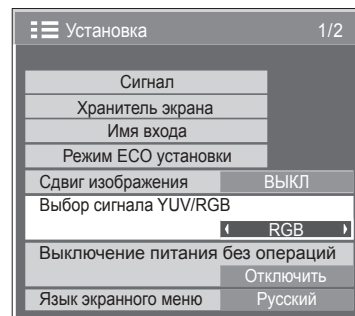 Установка 1/2
Сигнал
Хранитель экрана
Имя входа
Режим ECO установки
Сдвиг изображения ВЫКЛ
Выбор сигнала YUV/RGB
RGB
Выключение питания без операций
Отключить
Язык экранного меню Русский